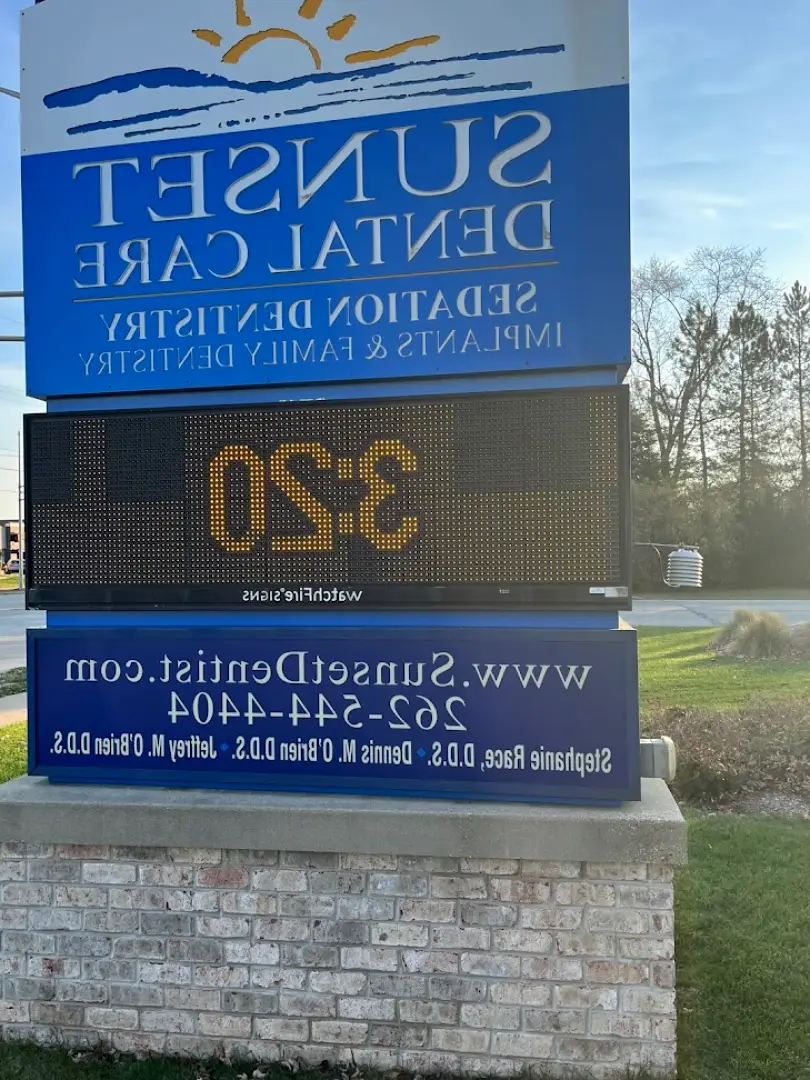 SUNSET
DENTAL CARE
SEDATION DENTISTRY
IMPLANTS & FAMILY DENTISTRY
3:20
watchFire SIGNS
www.SunsetDentist.com
262-544-4404
Stephanie Race, D.D.S. Dennis M. O'Brien D.D.S. Jeffrey M. O'Brien D.D.S.